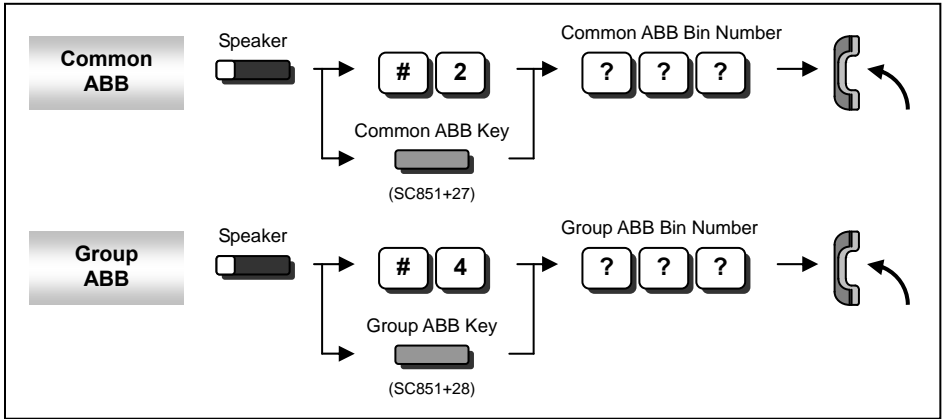 Common
ABB
Speaker
# 2
Common ABB Key
(SC851+27)
Common ABB Bin Number
? ? ?
Group
ABB
Speaker
# 4
Group ABB Key
(SC851+28)
Group ABB Bin Number
? ? ?